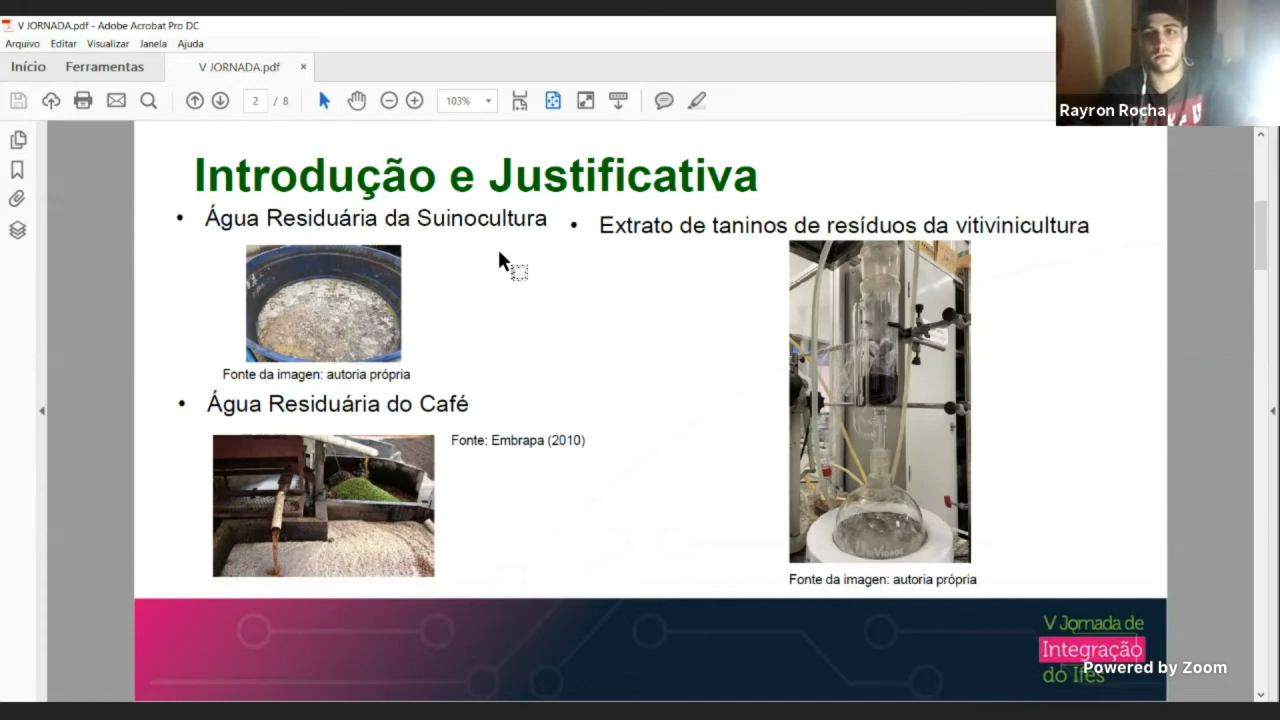 V JORNADA.pdf - Adobe Acrobat Pro DC
Arquivo Editar Visualizar Janela Ajuda
Início Ferramentas V JORNADA.pdf ×
2 / 8 103%
Rayron Rocha
Introdução e Justificativa
• Água Residuária da Suinocultura
• Extrato de taninos de resíduos da vitivinicultura
Fonte da imagen: autoria própria
• Água Residuária do Café
Fonte: Embrapa (2010)
Fonte da imagen: autoria própria
V Jornada de
Integração
do Ifes
Powered by Zoom